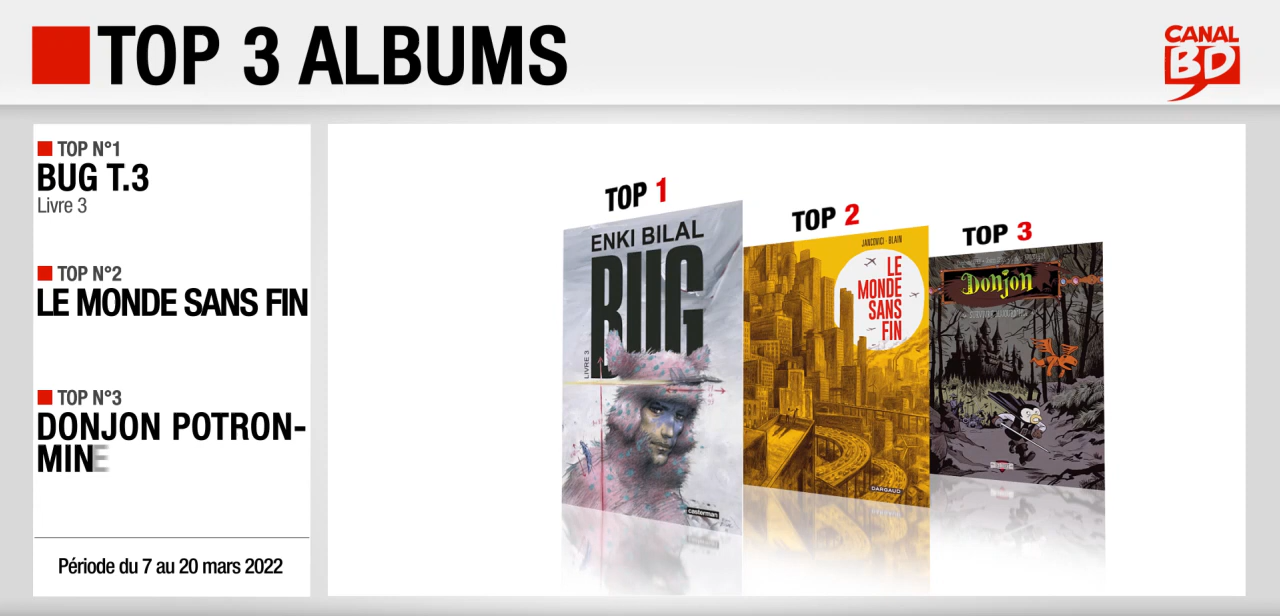 TOP 3 ALBUMS
CANAL
BD
TOP N°1
BUG T.3
Livre 3
TOP N°2
LE MONDE SANS FIN
TOP N°3
DONJON POTRON-
MINE
Période du 7 au 20 mars 2022
TOP 1
ENKI BILAL
BUG
LIVRE 3
casterman
TOP 2
JANCOVICI - BLAIN
LE
MONDE
SANS
FIN
DARGAUD
TOP 3
Donjon